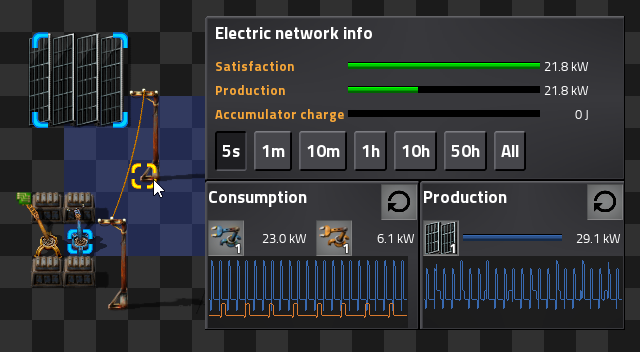 Electric network info
Satisfaction 21.8 kW
Production 21.8 kW
Accumulator charge 0 J
5s 1m 10m 1h 10h 50h All
Consumption Production
1 23.0 kW 1 6.1 kW 1 29.1 kW